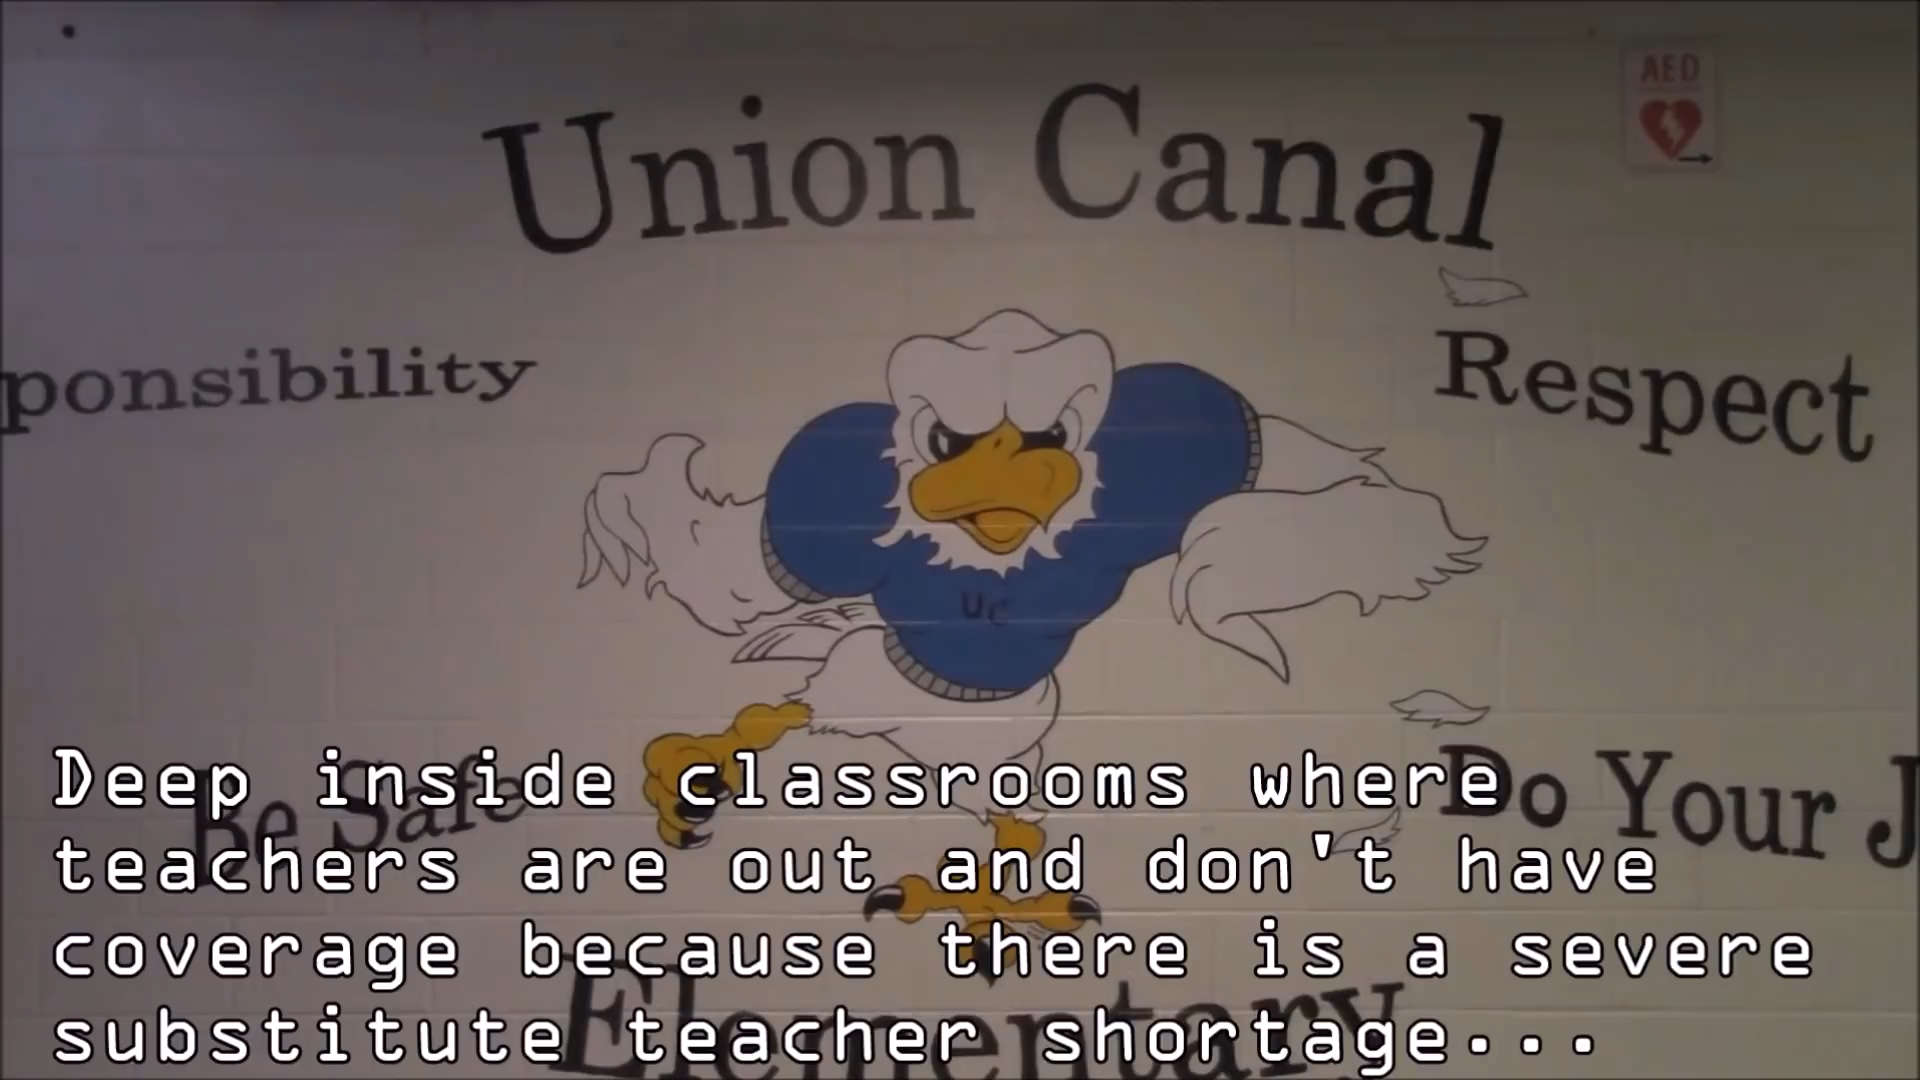 AED
Union Canal
ponsibility
Respect
UC
Be Safe
Do Your J
Elementary
Deep inside classrooms where
teachers are out and don't have
coverage because there is a severe
substitute teacher shortage...